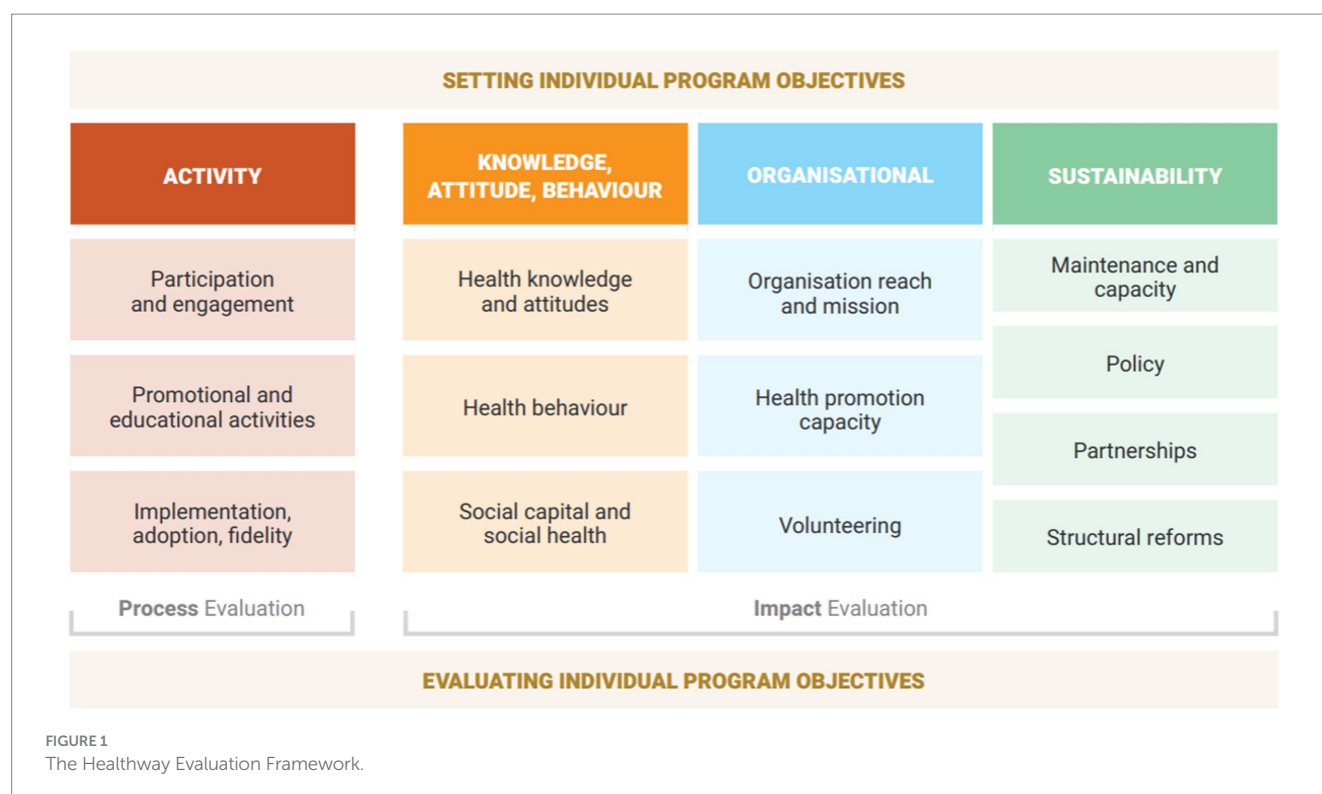 SETTING INDIVIDUAL PROGRAM OBJECTIVES
ACTIVITY
Participation
and engagement
Promotional and
educational activities
Implementation,
adoption, fidelity
KNOWLEDGE,
ATTITUDE, BEHAVIOUR
Health knowledge
and attitudes
Health behaviour
Social capital and
social health
ORGANISATIONAL
Organisation reach
and mission
Health promotion
capacity
Volunteering
SUSTAINABILITY
Maintenance and
capacity
Policy
Partnerships
Structural reforms
Process Evaluation
Impact Evaluation
EVALUATING INDIVIDUAL PROGRAM OBJECTIVES
FIGURE 1
The Healthway Evaluation Framework.